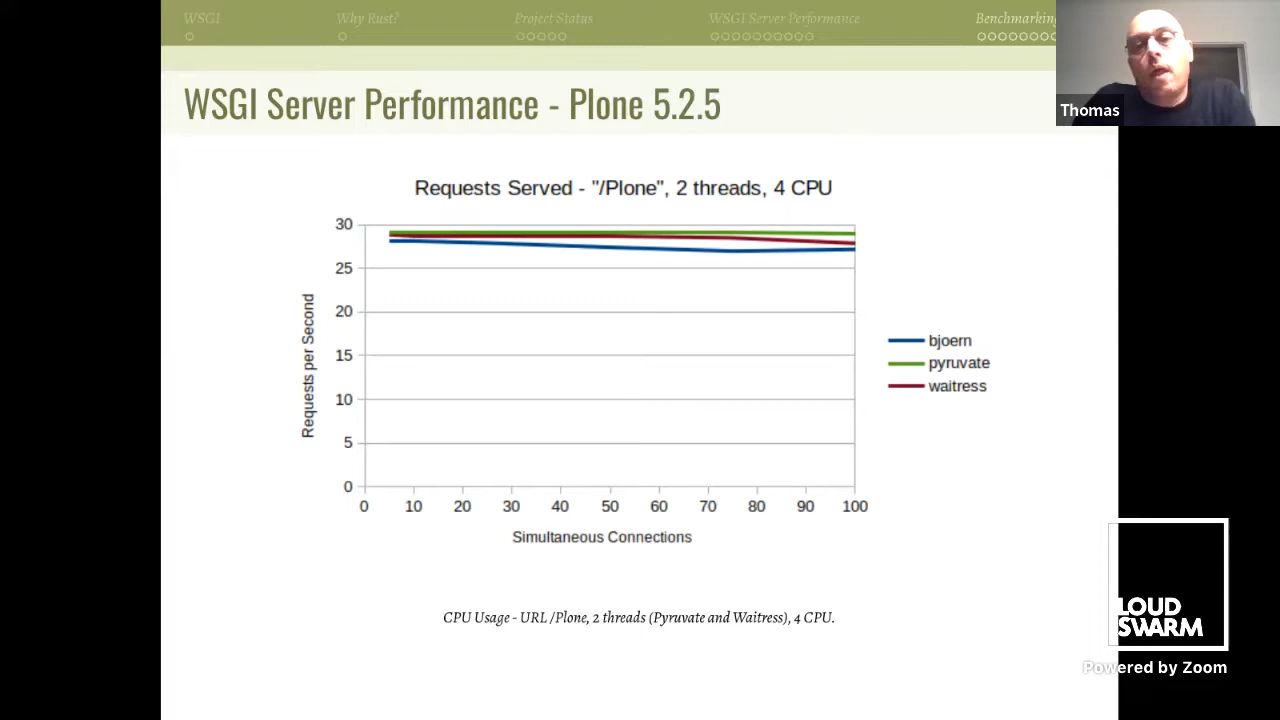 WSGI Why Rust? Project Status WSGI Server Performance Benchmarking
Thomas
WSGI Server Performance - Plone 5.2.5
Requests Served - "/Plone", 2 threads, 4 CPU
Requests per Second
30
25
20
15
10
5
0
0 10 20 30 40 50 60 70 80 90 100
Simultaneous Connections
bjoern
pyruvate
waitress
CPU Usage - URL /Plone, 2 threads (Pyruvate and Waitress), 4 CPU.
LOUD
SWARM
Powered by Zoom